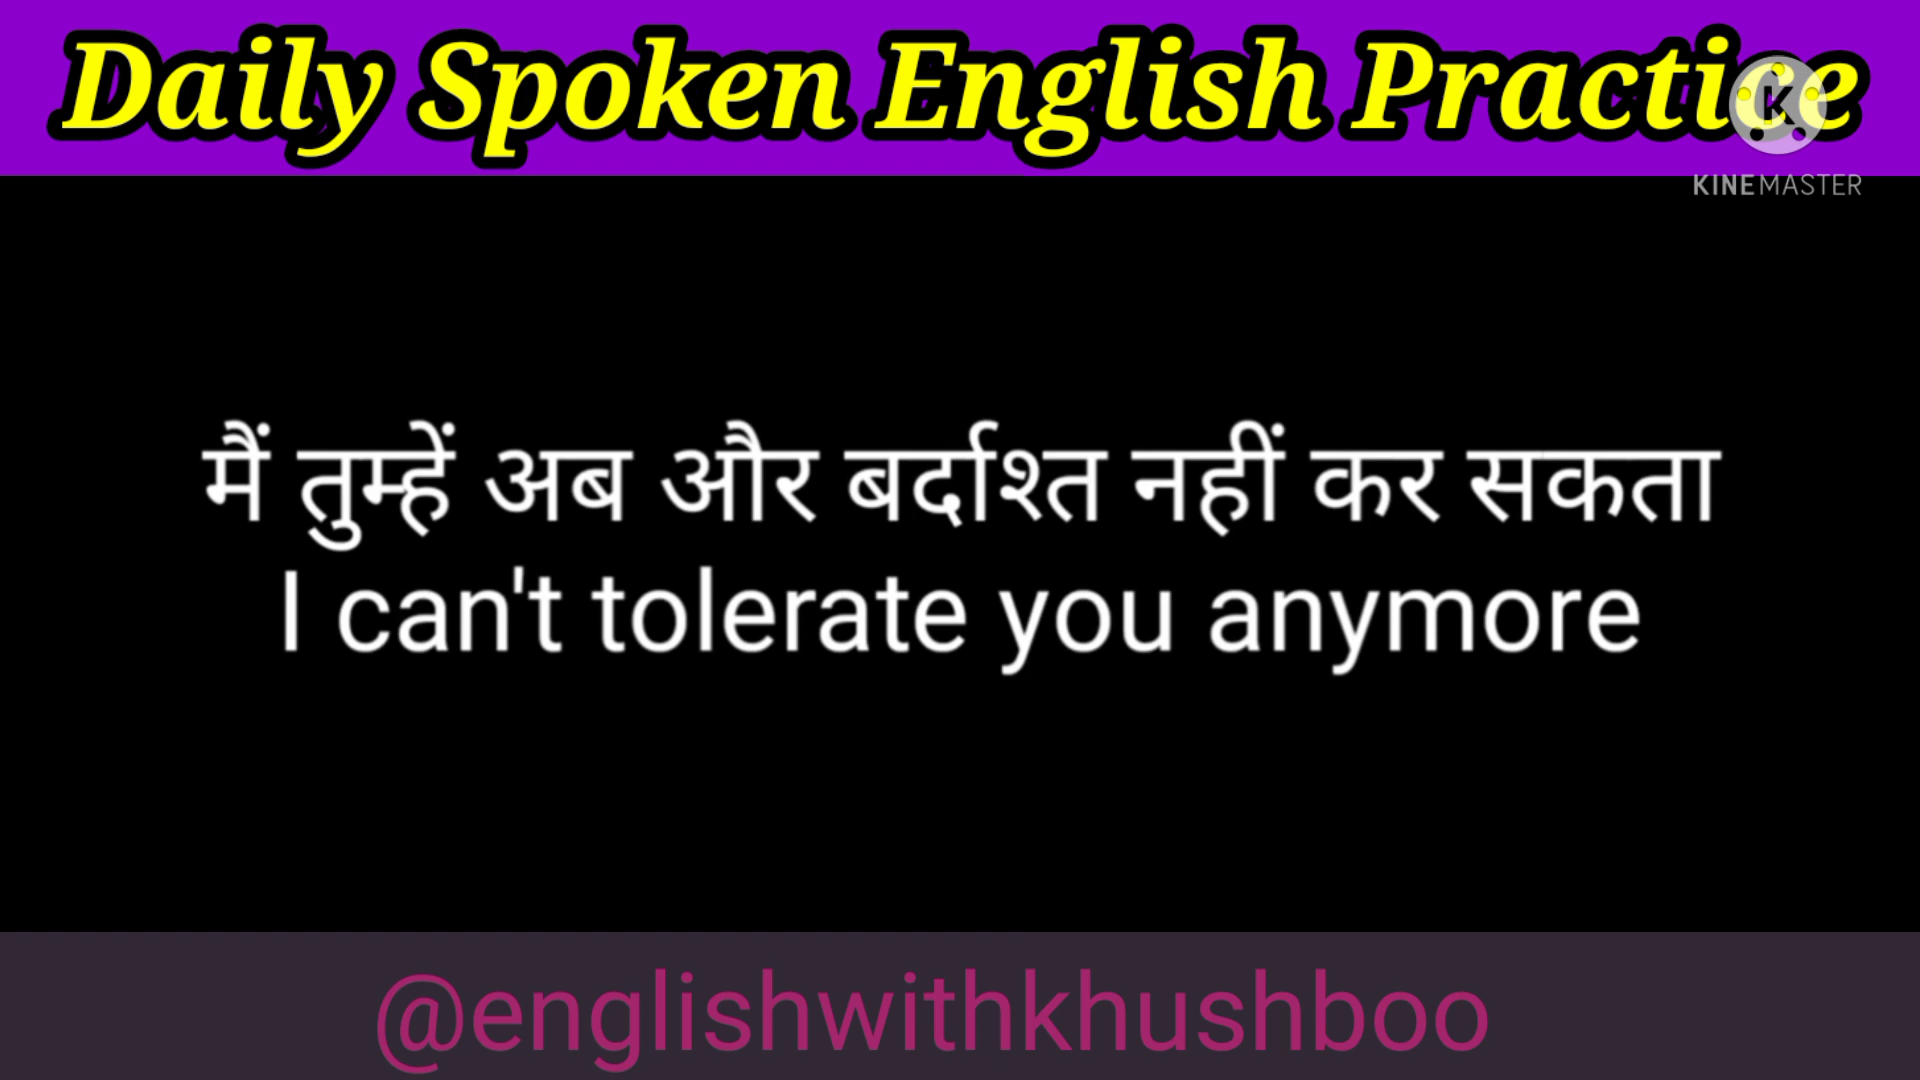 Daily Spoken English Practice
KINEMASTER
मैं तुम्हें अब और बर्दाश्त नहीं कर सकता
I can't tolerate you anymore
@englishwithkhushboo